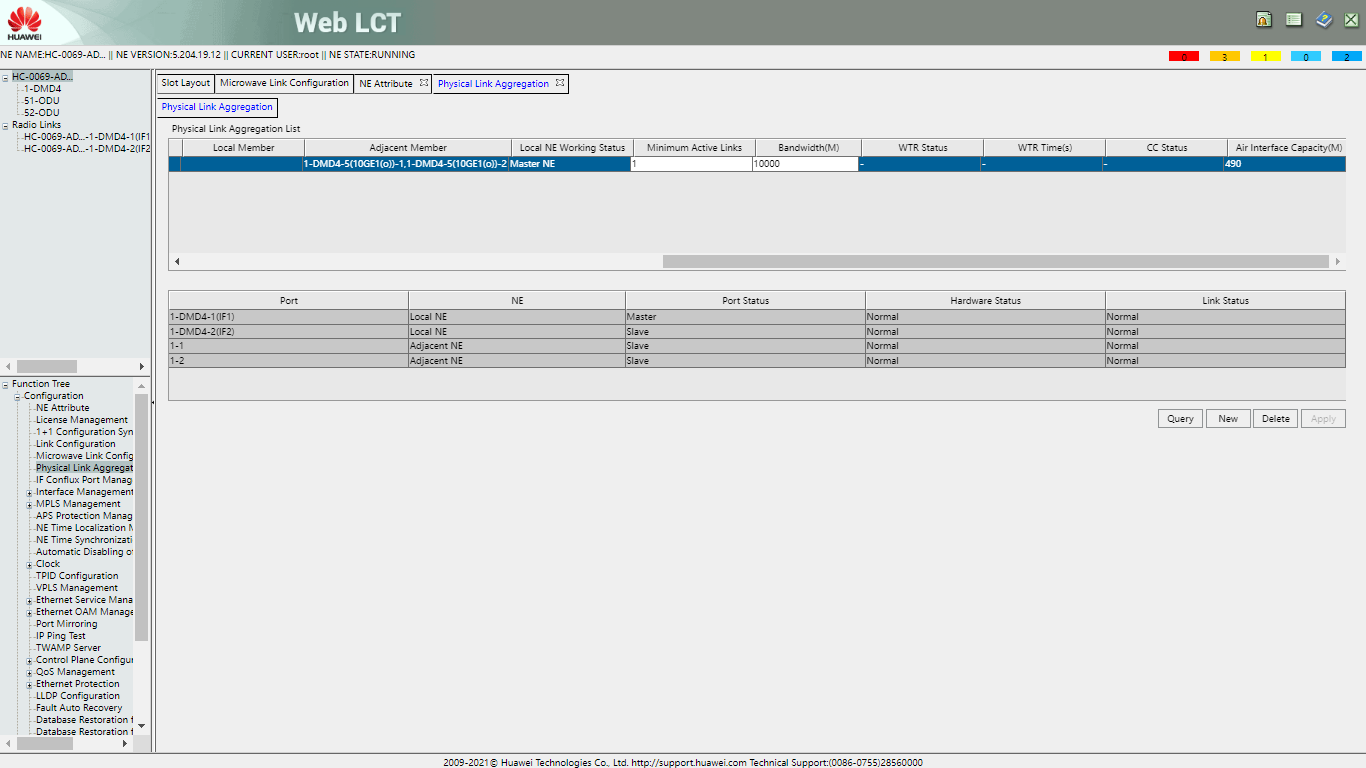 HUAWEI
Web LCT
NE NAME:HC-0069-AD... || NE VERSION:5.204.19.12 || CURRENT USER:root || NE STATE:RUNNING
0 3 1 0 2
HC-0069-AD...
1-DMD4
51-ODU
52-ODU
Radio Links
HC-0069-AD...-1-DMD4-1(IF1
HC-0069-AD...-1-DMD4-2(IF2
Slot Layout Microwave Link Configuration NE Attribute Physical Link Aggregation
Physical Link Aggregation
Physical Link Aggregation List
Local Member Adjacent Member Local NE Working Status Minimum Active Links Bandwidth(M) WTR Status WTR Time(s) CC Status Air Interface Capacity(M)
1-DMD4-5(10GE1(o))-1,1-DMD4-5(10GE1(o))-2 Master NE 1 10000 - - - 490
Port NE Port Status Hardware Status Link Status
1-DMD4-1(IF1) Local NE Master Normal Normal
1-DMD4-2(IF2) Local NE Slave Normal Normal
1-1 Adjacent NE Slave Normal Normal
1-2 Adjacent NE Slave Normal Normal
Query New Delete Apply
Function Tree
Configuration
NE Attribute
License Management
1+1 Configuration Syn
Link Configuration
Microwave Link Config
Physical Link Aggregat
IF Conflux Port Manag
Interface Management
MPLS Management
APS Protection Manag
NE Time Localization M
NE Time Synchronizati
Automatic Disabling of
Clock
TPID Configuration
VPLS Management
Ethernet Service Mana
Ethernet OAM Manage
Port Mirroring
IP Ping Test
TWAMP Server
Control Plane Configur
QoS Management
Ethernet Protection
LLDP Configuration
Fault Auto Recovery
Database Restoration f
Database Restoration f
2009-2021© Huawei Technologies Co., Ltd. http://support.huawei.com Technical Support:(0086-0755)28560000